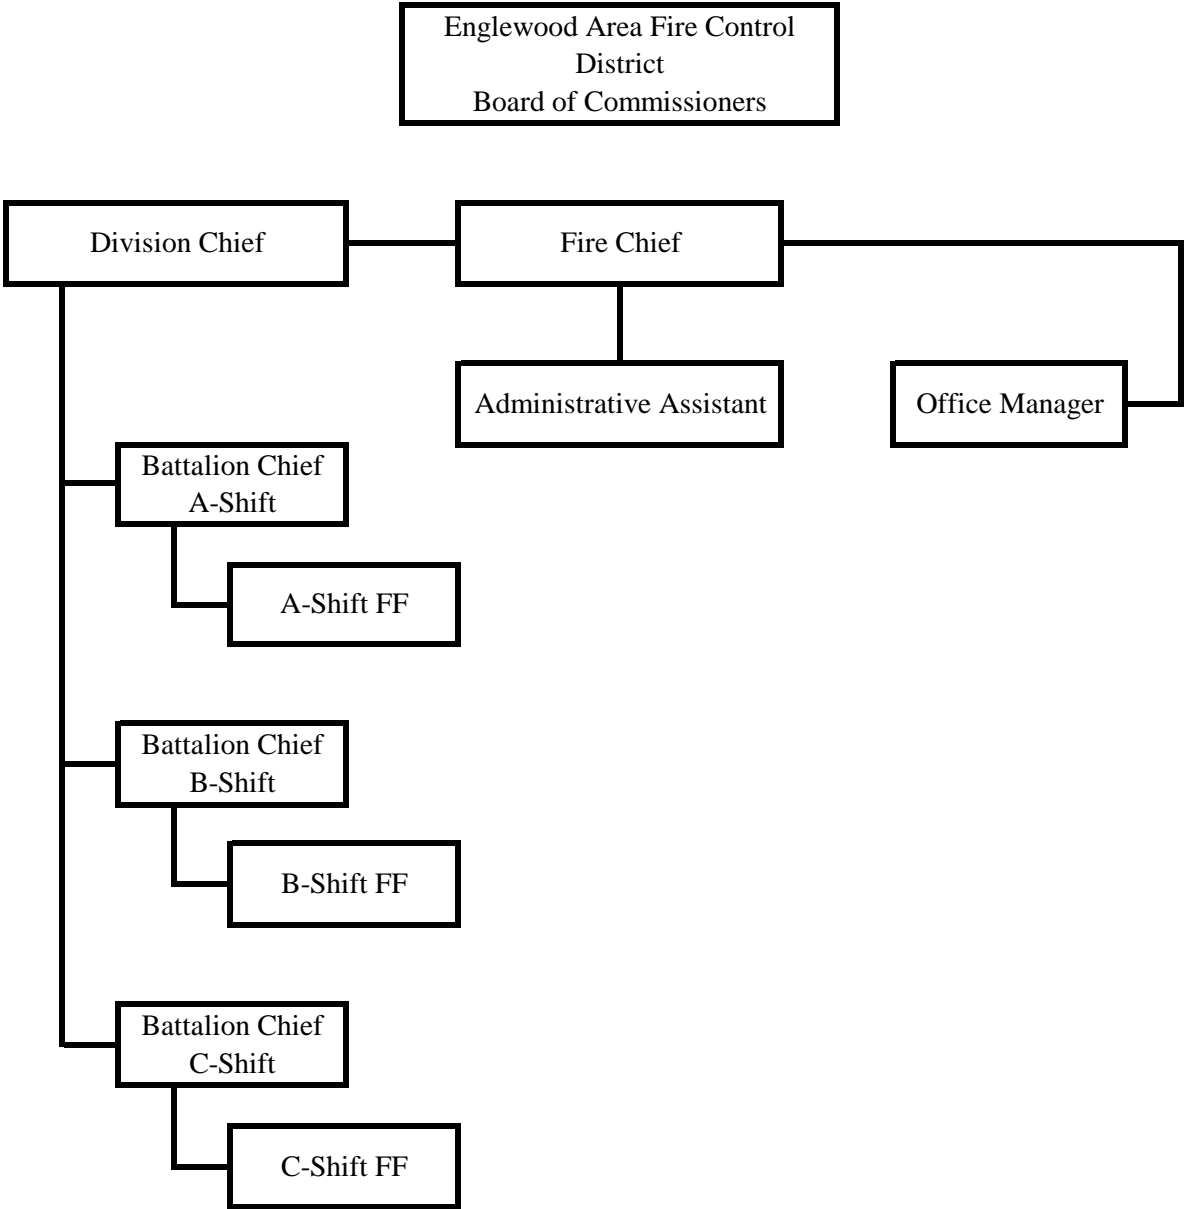 Englewood Area Fire Control
District
Board of Commissioners
Division Chief
Fire Chief
Administrative Assistant
Office Manager
Battalion Chief
A-Shift
A-Shift FF
Battalion Chief
B-Shift
B-Shift FF
Battalion Chief
C-Shift
C-Shift FF